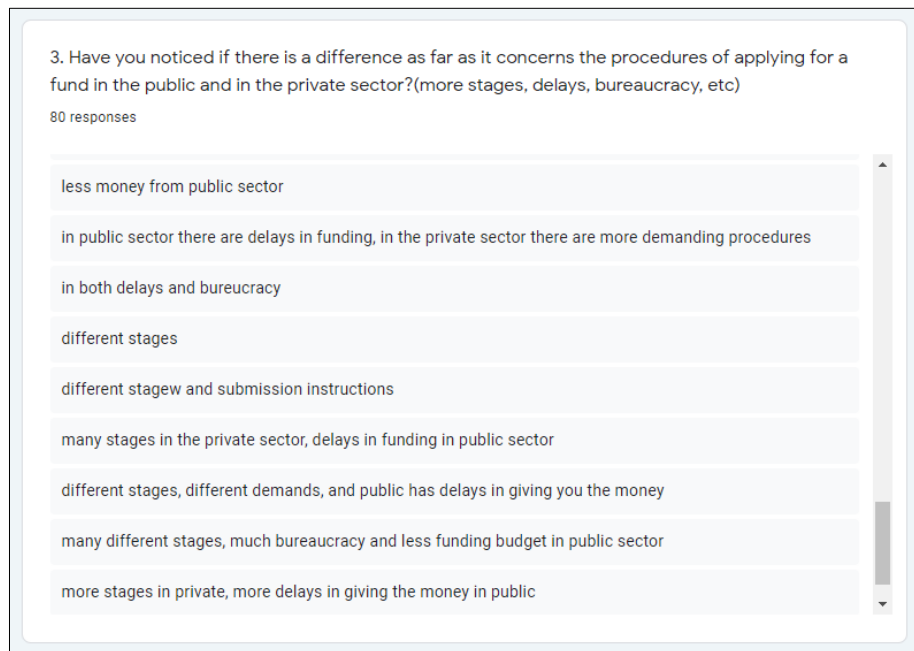 3. Have you noticed if there is a difference as far as it concerns the procedures of applying for a
fund in the public and in the private sector?(more stages, delays, bureaucracy, etc)
80 responses
less money from public sector
in public sector there are delays in funding, in the private sector there are more demanding procedures
in both delays and bureucracy
different stages
different stagew and submission instructions
many stages in the private sector, delays in funding in public sector
different stages, different demands, and public has delays in giving you the money
many different stages, much bureaucracy and less funding budget in public sector
more stages in private, more delays in giving the money in public